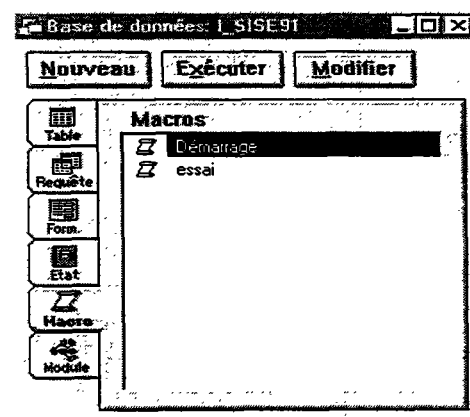 Base de données: I_SISE91
Nouveau Exécuter Modifier
Table
Requête
Form.
Etat
Macro
Module
Macros
Démarrage
essai